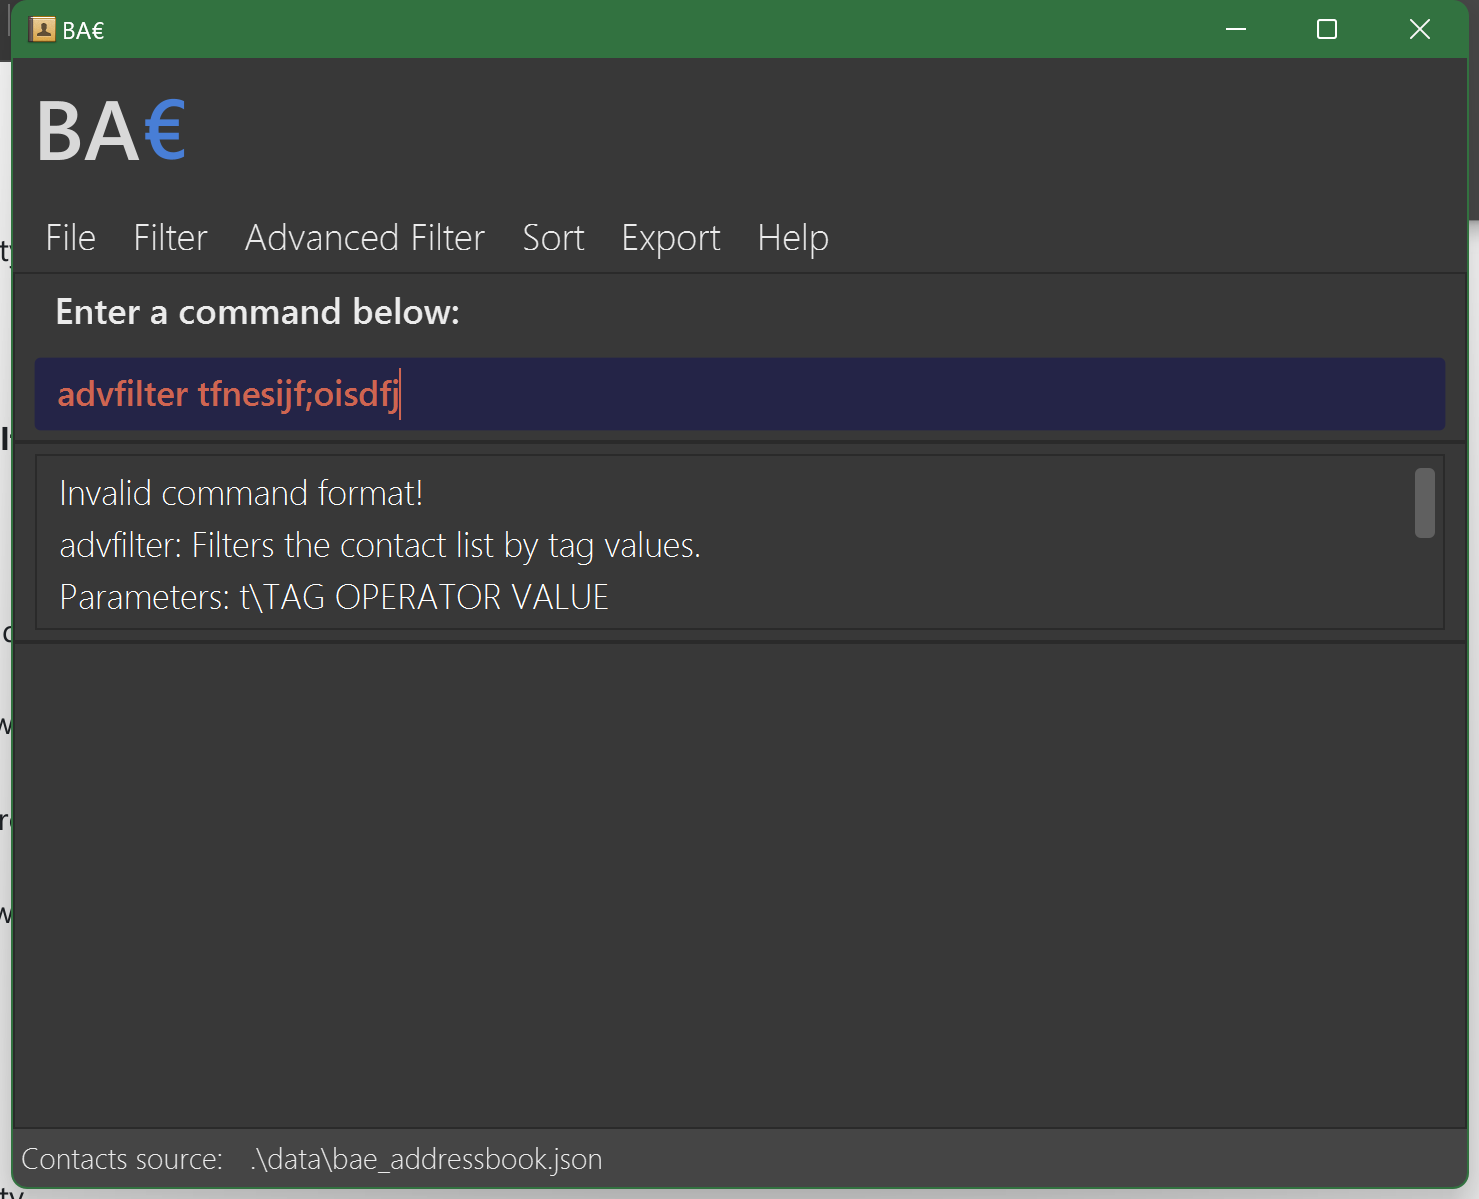 BA€
BA€
File Filter Advanced Filter Sort Export Help
Enter a command below:
advfilter tfnesijf;oisdfj
Invalid command format!
advfilter: Filters the contact list by tag values.
Parameters: t\TAG OPERATOR VALUE
Contacts source: .\data\bae_addressbook.json